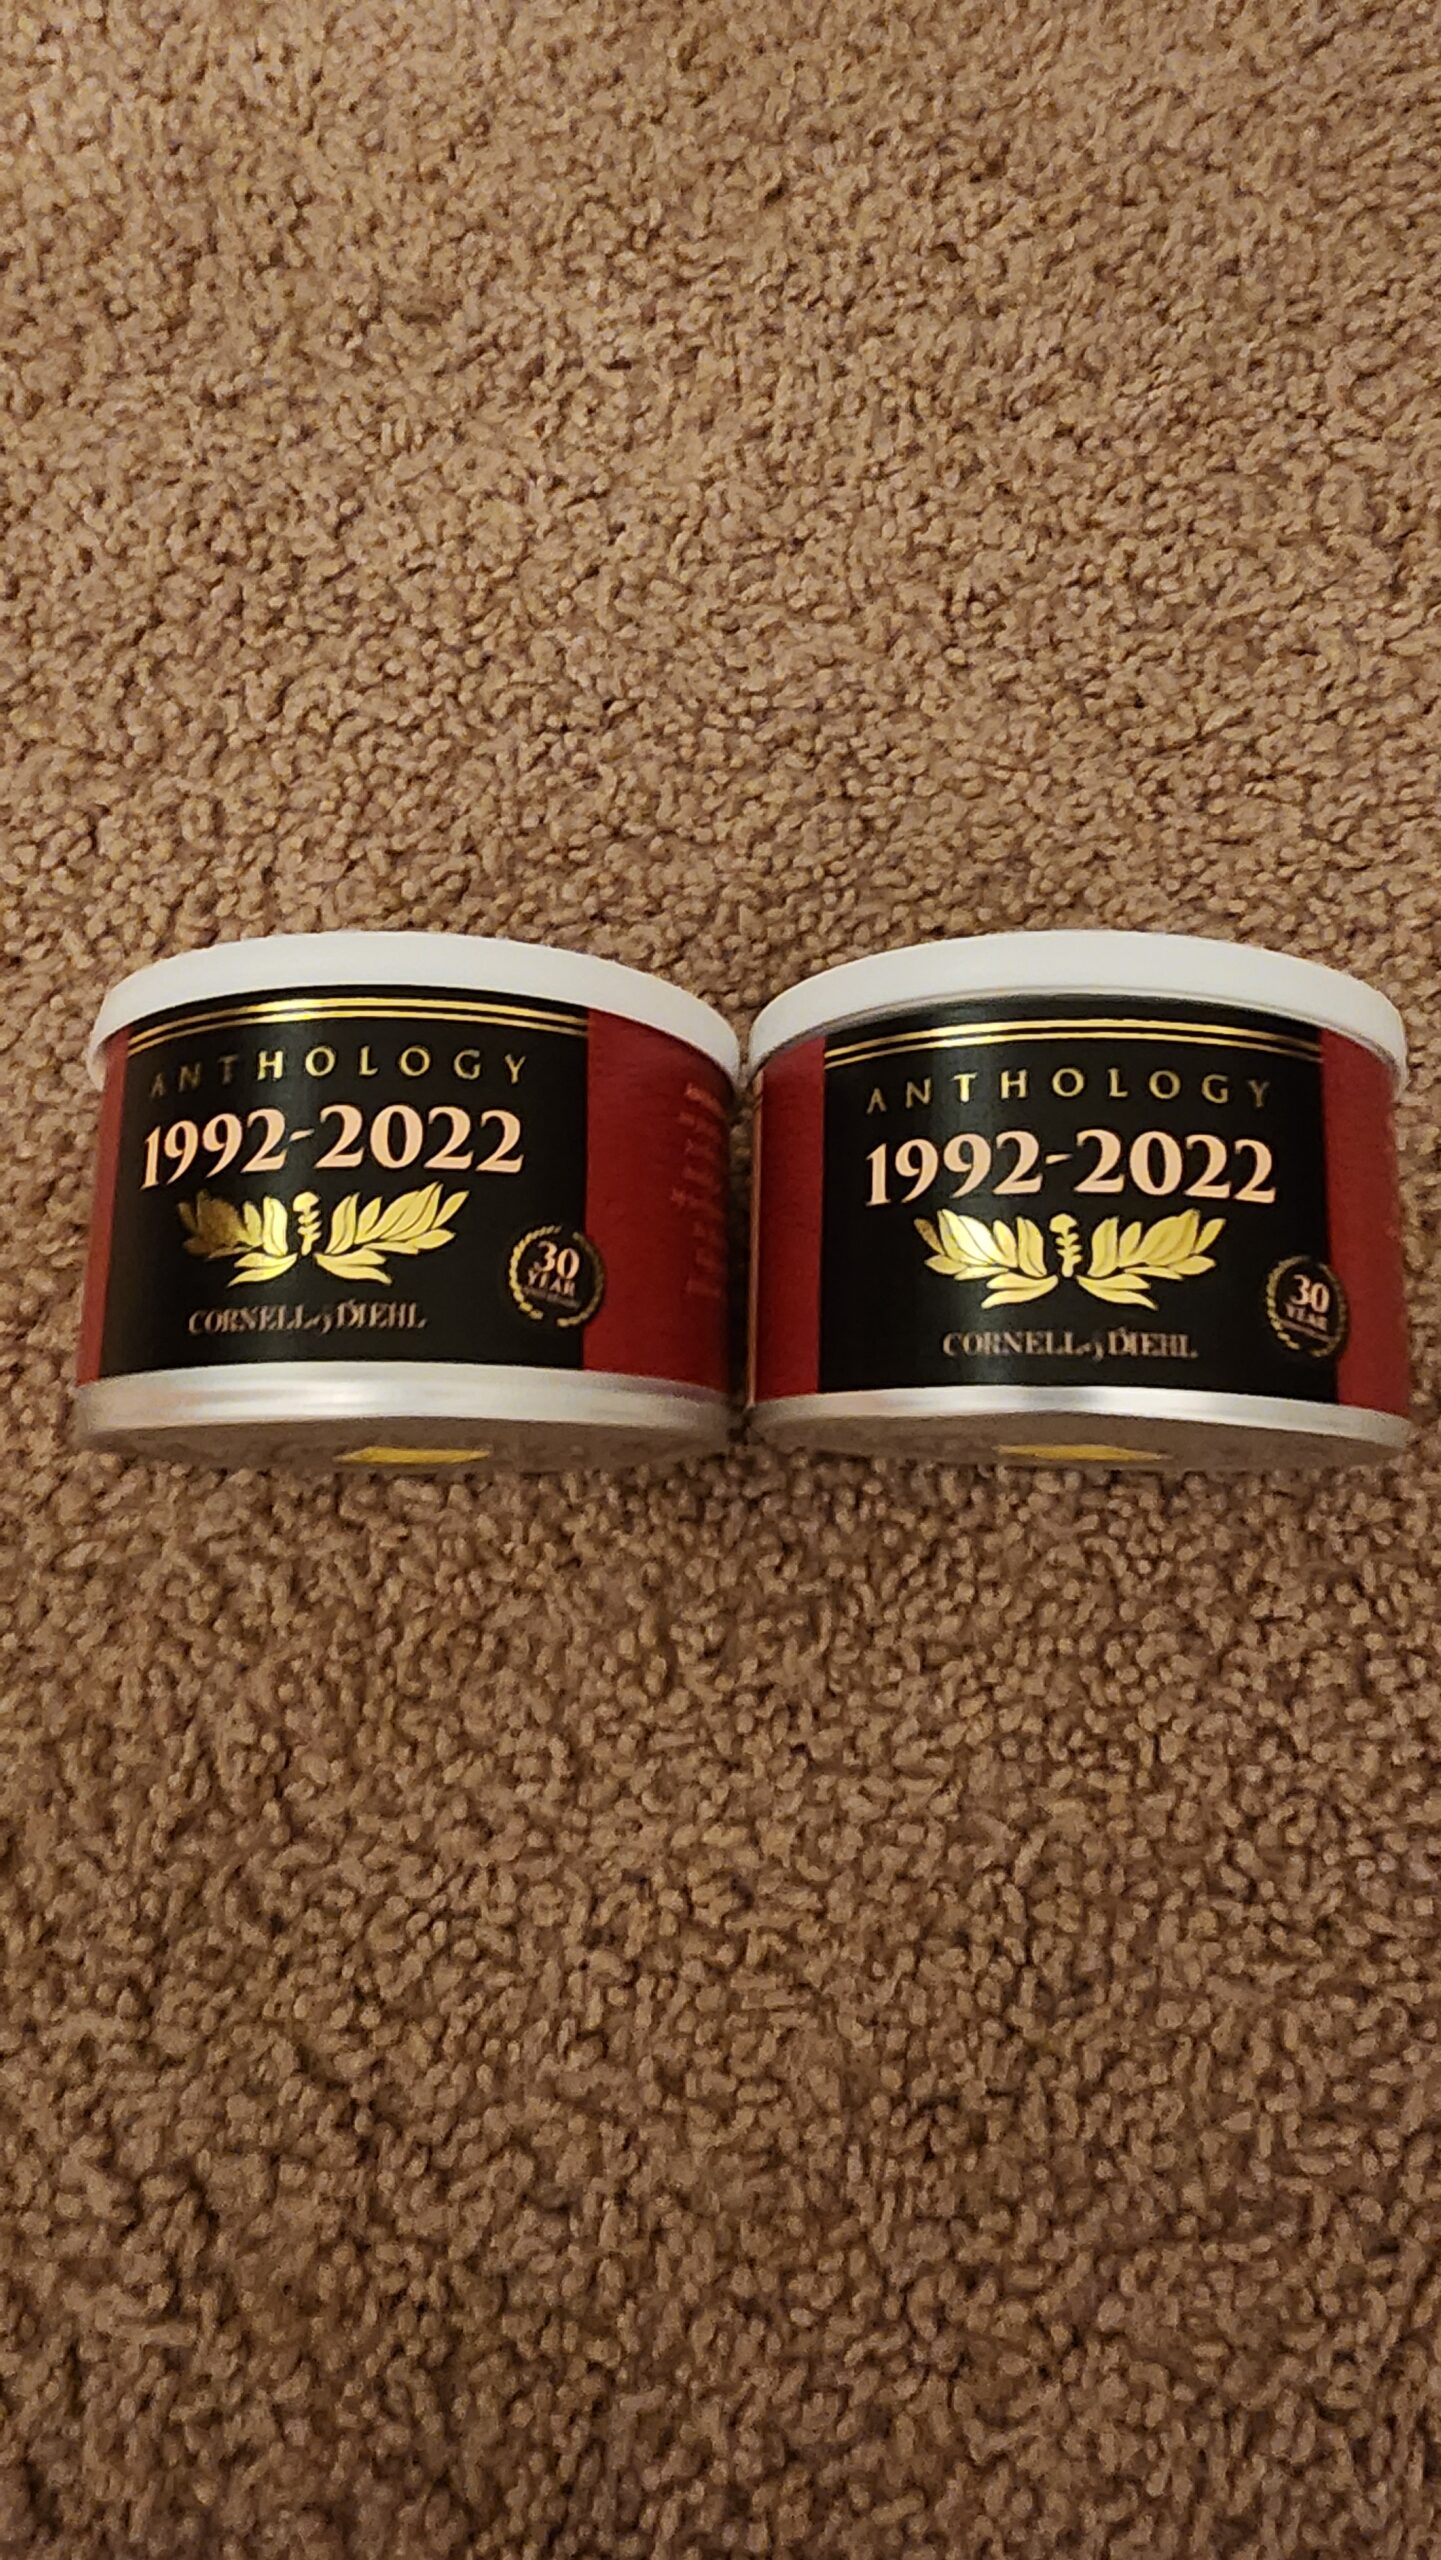 ANTHOLOGY
1992-2022
CORNELL & DIEHL
30
YEAR
ANTHOLOGY
1992-2022
CORNELL & DIEHL
30
YEAR